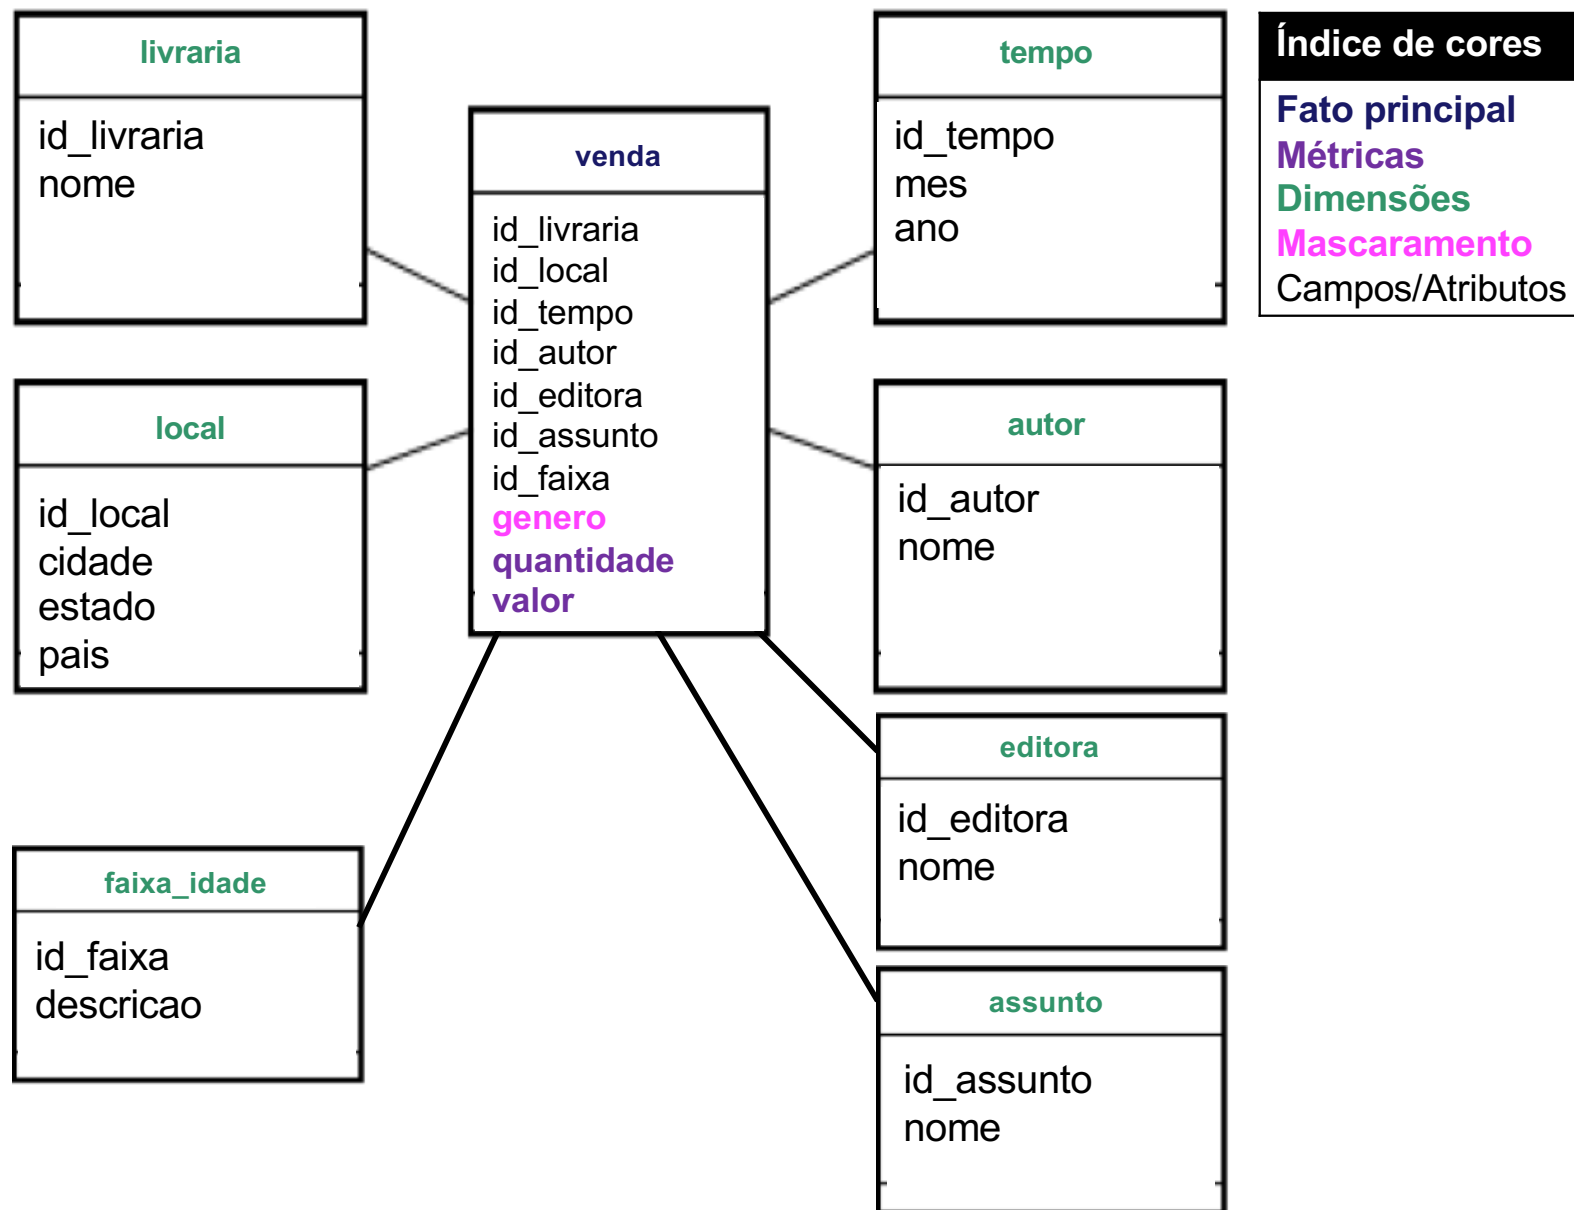 livraria
id_livraria
nome
local
id_local
cidade
estado
pais
faixa_idade
id_faixa
descricao
venda
id_livraria
id_local
id_tempo
id_autor
id_editora
id_assunto
id_faixa
genero
quantidade
valor
tempo
id_tempo
mes
ano
autor
id_autor
nome
editora
id_editora
nome
assunto
id_assunto
nome
Índice de cores
Fato principal
Métricas
Dimensões
Mascaramento
Campos/Atributos